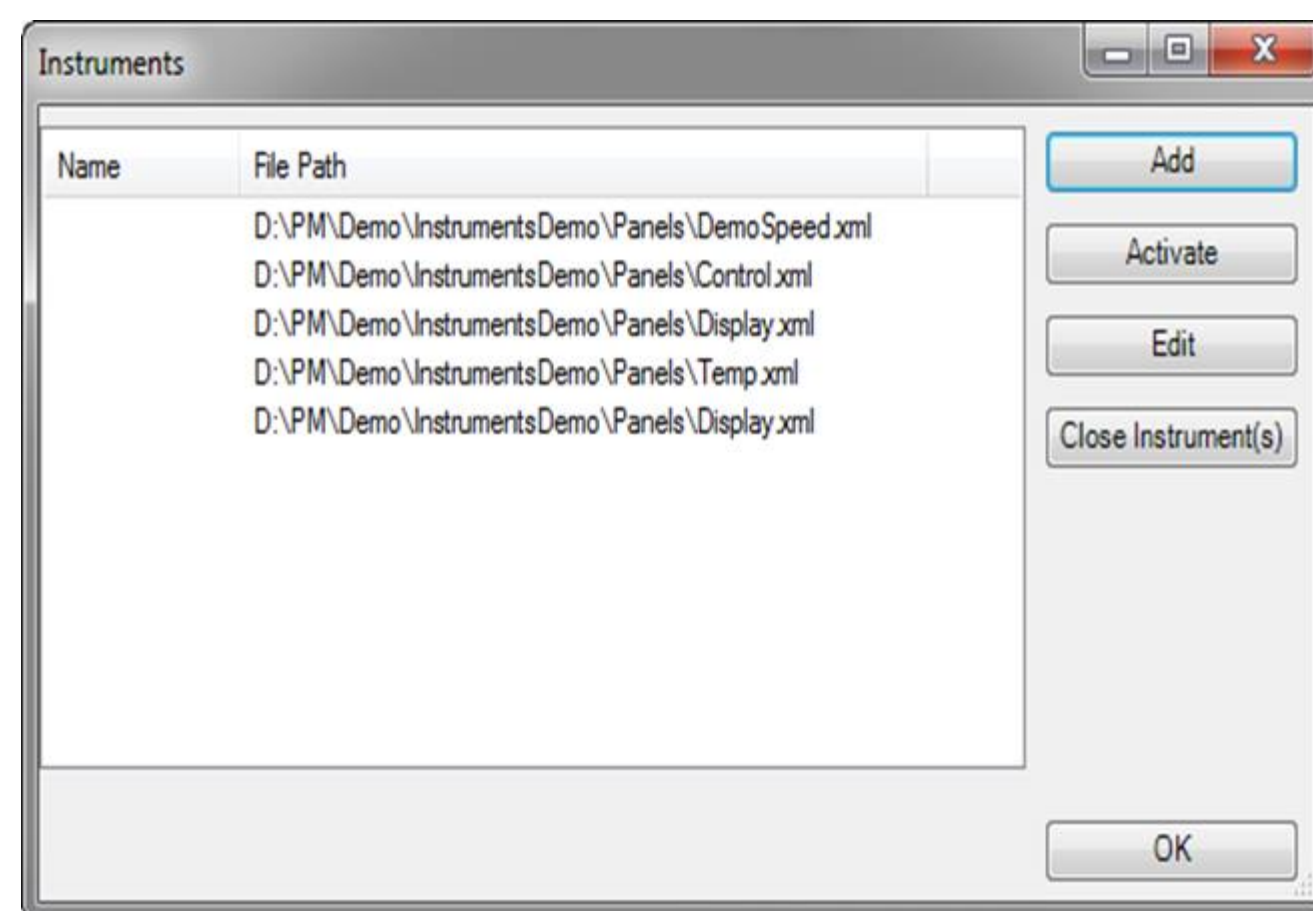 Instruments
Name File Path
D:\PM\Demo\InstrumentsDemo\Panels\DemoSpeed.xml
D:\PM\Demo\InstrumentsDemo\Panels\Control.xml
D:\PM\Demo\InstrumentsDemo\Panels\Display.xml
D:\PM\Demo\InstrumentsDemo\Panels\Temp.xml
D:\PM\Demo\InstrumentsDemo\Panels\Display.xml
Add
Activate
Edit
Close Instrument(s)
OK